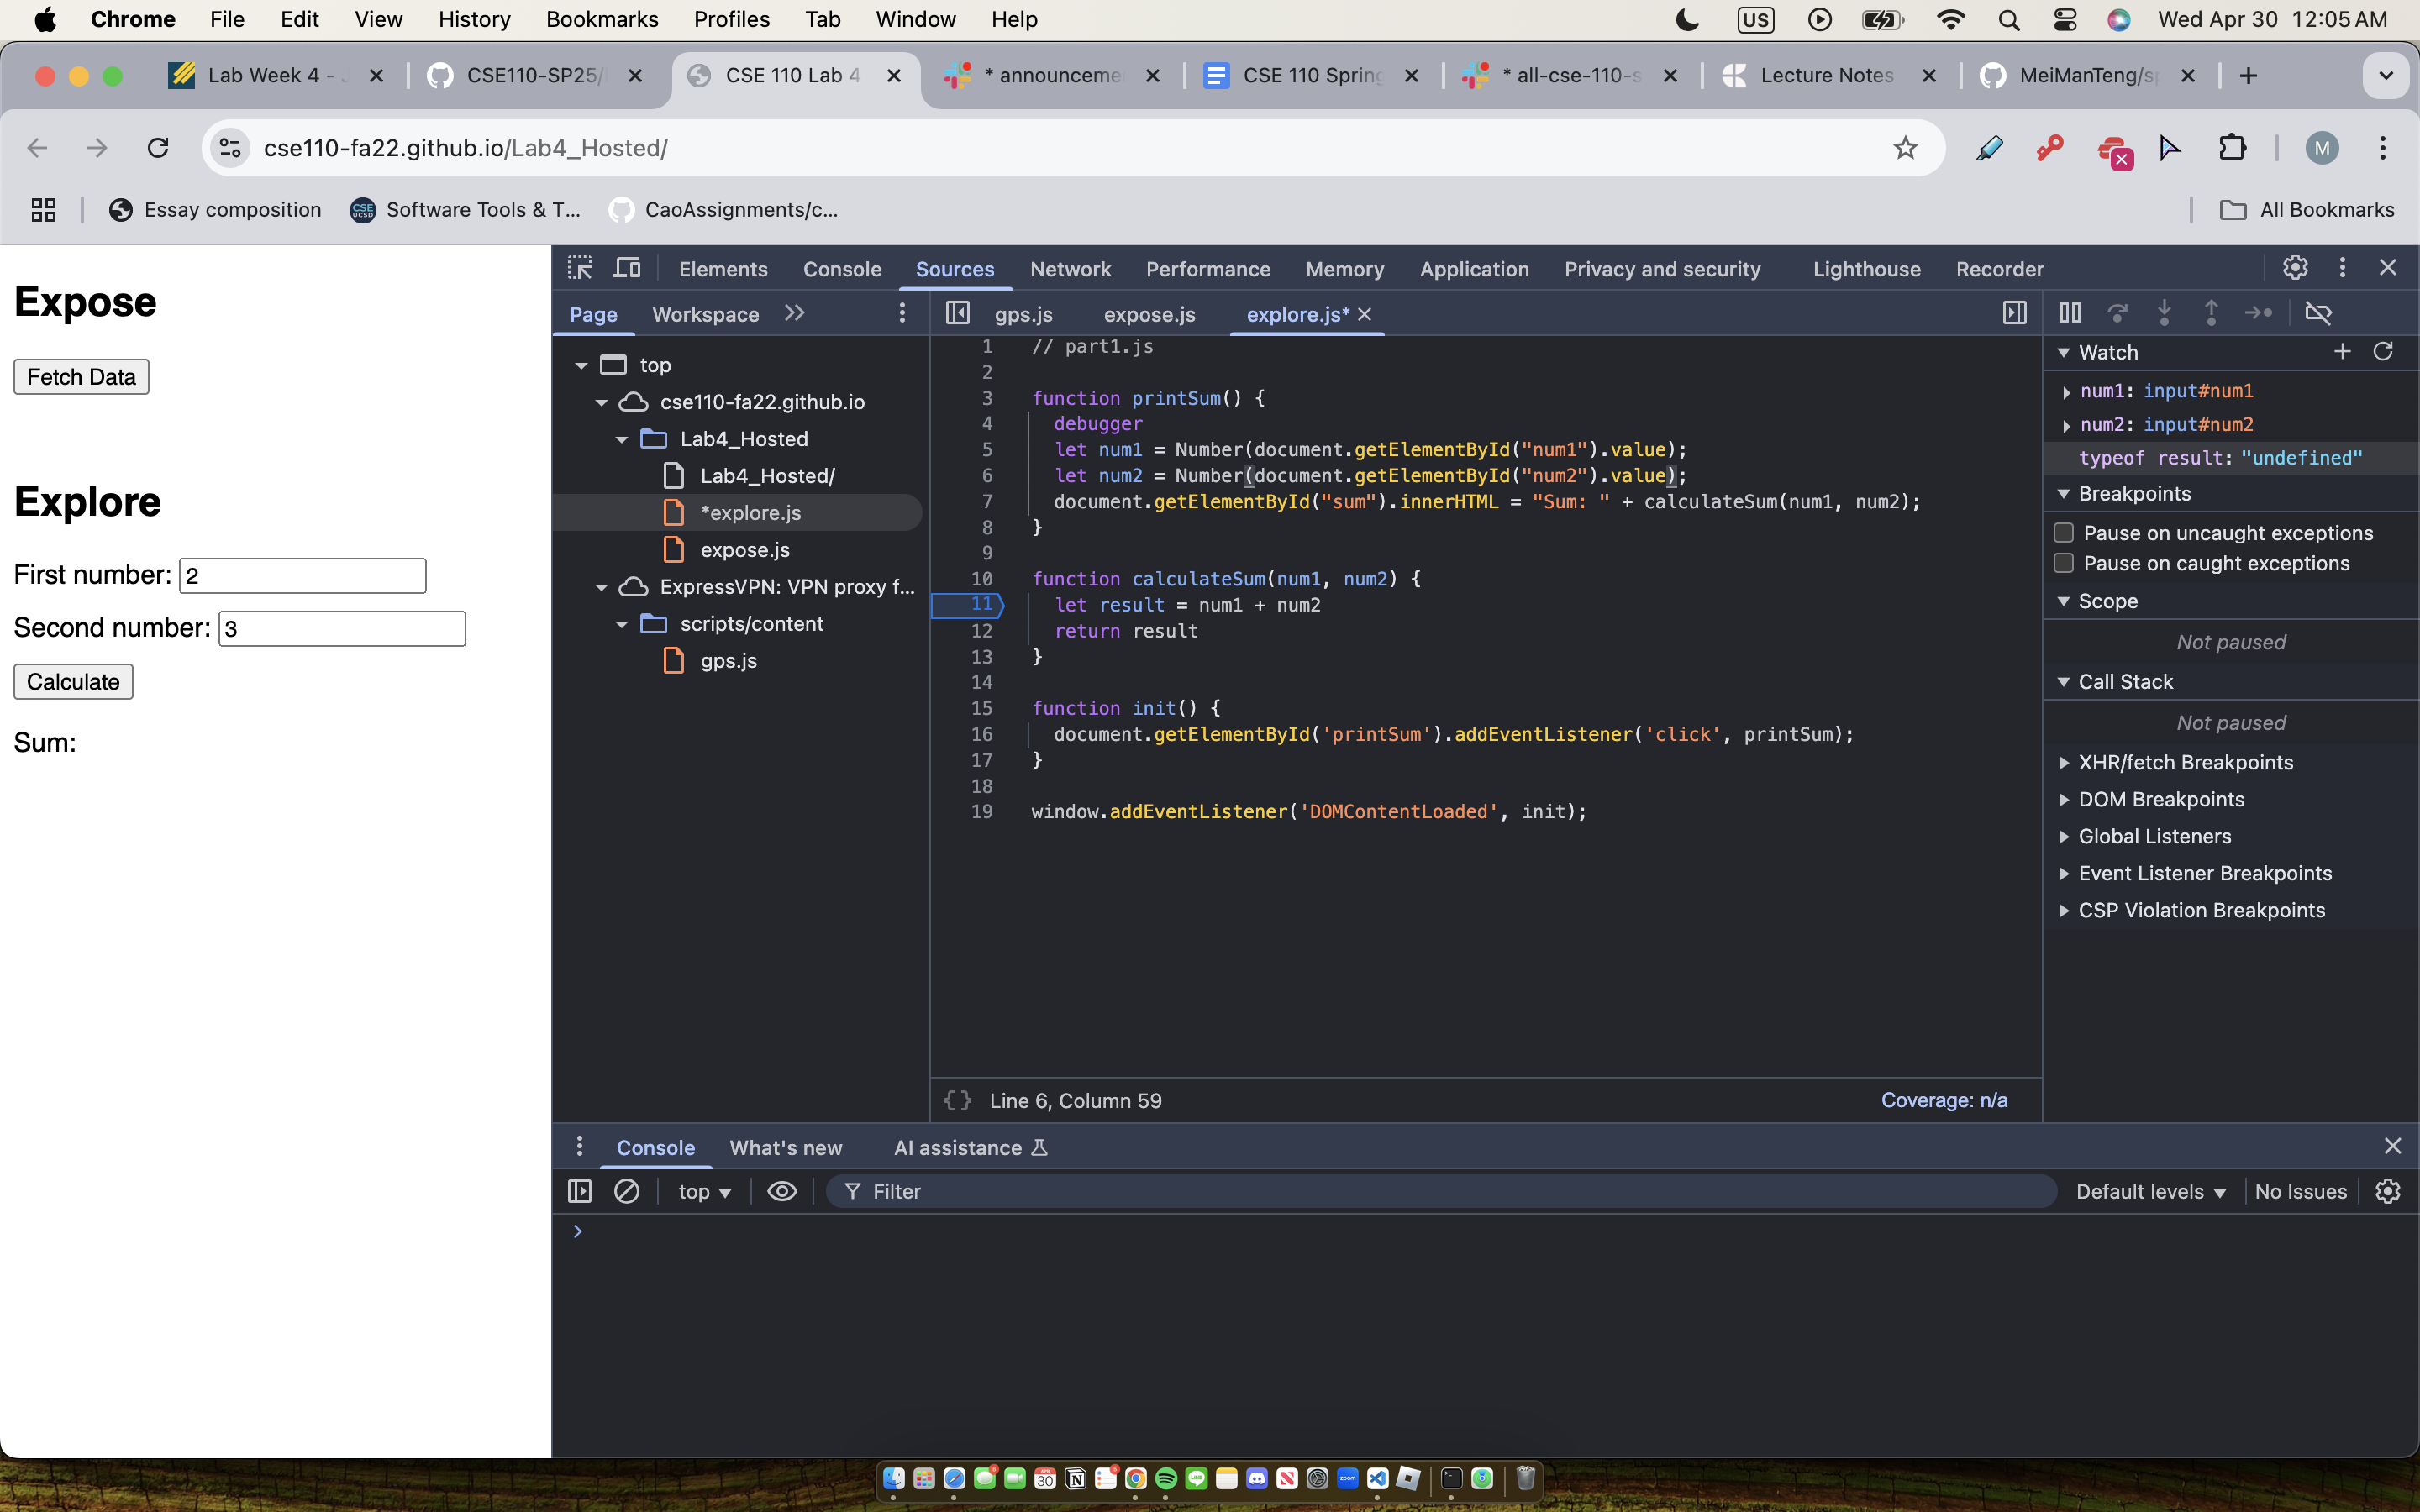 Chrome File Edit View History Bookmarks Profiles Tab Window Help US Wed Apr 30 12:05 AM
Lab Week 4 - CSE110-SP25/ CSE 110 Lab 4 * announceme CSE 110 Spring * all-cse-110-s Lecture Notes MeiManTeng/sp
cse110-fa22.github.io/Lab4_Hosted/ M
Essay composition Software Tools & T... CaoAssignments/c... All Bookmarks
Expose
Fetch Data
Explore
First number: 2
Second number: 3
Calculate
Sum:
Elements Console Sources Network Performance Memory Application Privacy and security Lighthouse Recorder
Page Workspace
top
cse110-fa22.github.io
Lab4_Hosted
Lab4_Hosted/
*explore.js
expose.js
ExpressVPN: VPN proxy f...
scripts/content
gps.js
gps.js expose.js explore.js*
1 // part1.js
2
3 function printSum() {
4 debugger
5 let num1 = Number(document.getElementById("num1").value);
6 let num2 = Number(document.getElementById("num2").value);
7 document.getElementById("sum").innerHTML = "Sum: " + calculateSum(num1, num2);
8 }
9
10 function calculateSum(num1, num2) {
11 let result = num1 + num2
12 return result
13 }
14
15 function init() {
16 document.getElementById('printSum').addEventListener('click', printSum);
17 }
18
19 window.addEventListener('DOMContentLoaded', init);
{} Line 6, Column 59 Coverage: n/a
Watch
num1: input#num1
num2: input#num2
typeof result: "undefined"
Breakpoints
Pause on uncaught exceptions
Pause on caught exceptions
Scope
Not paused
Call Stack
Not paused
XHR/fetch Breakpoints
DOM Breakpoints
Global Listeners
Event Listener Breakpoints
CSP Violation Breakpoints
Console What's new AI assistance
top Filter Default levels No Issues
>